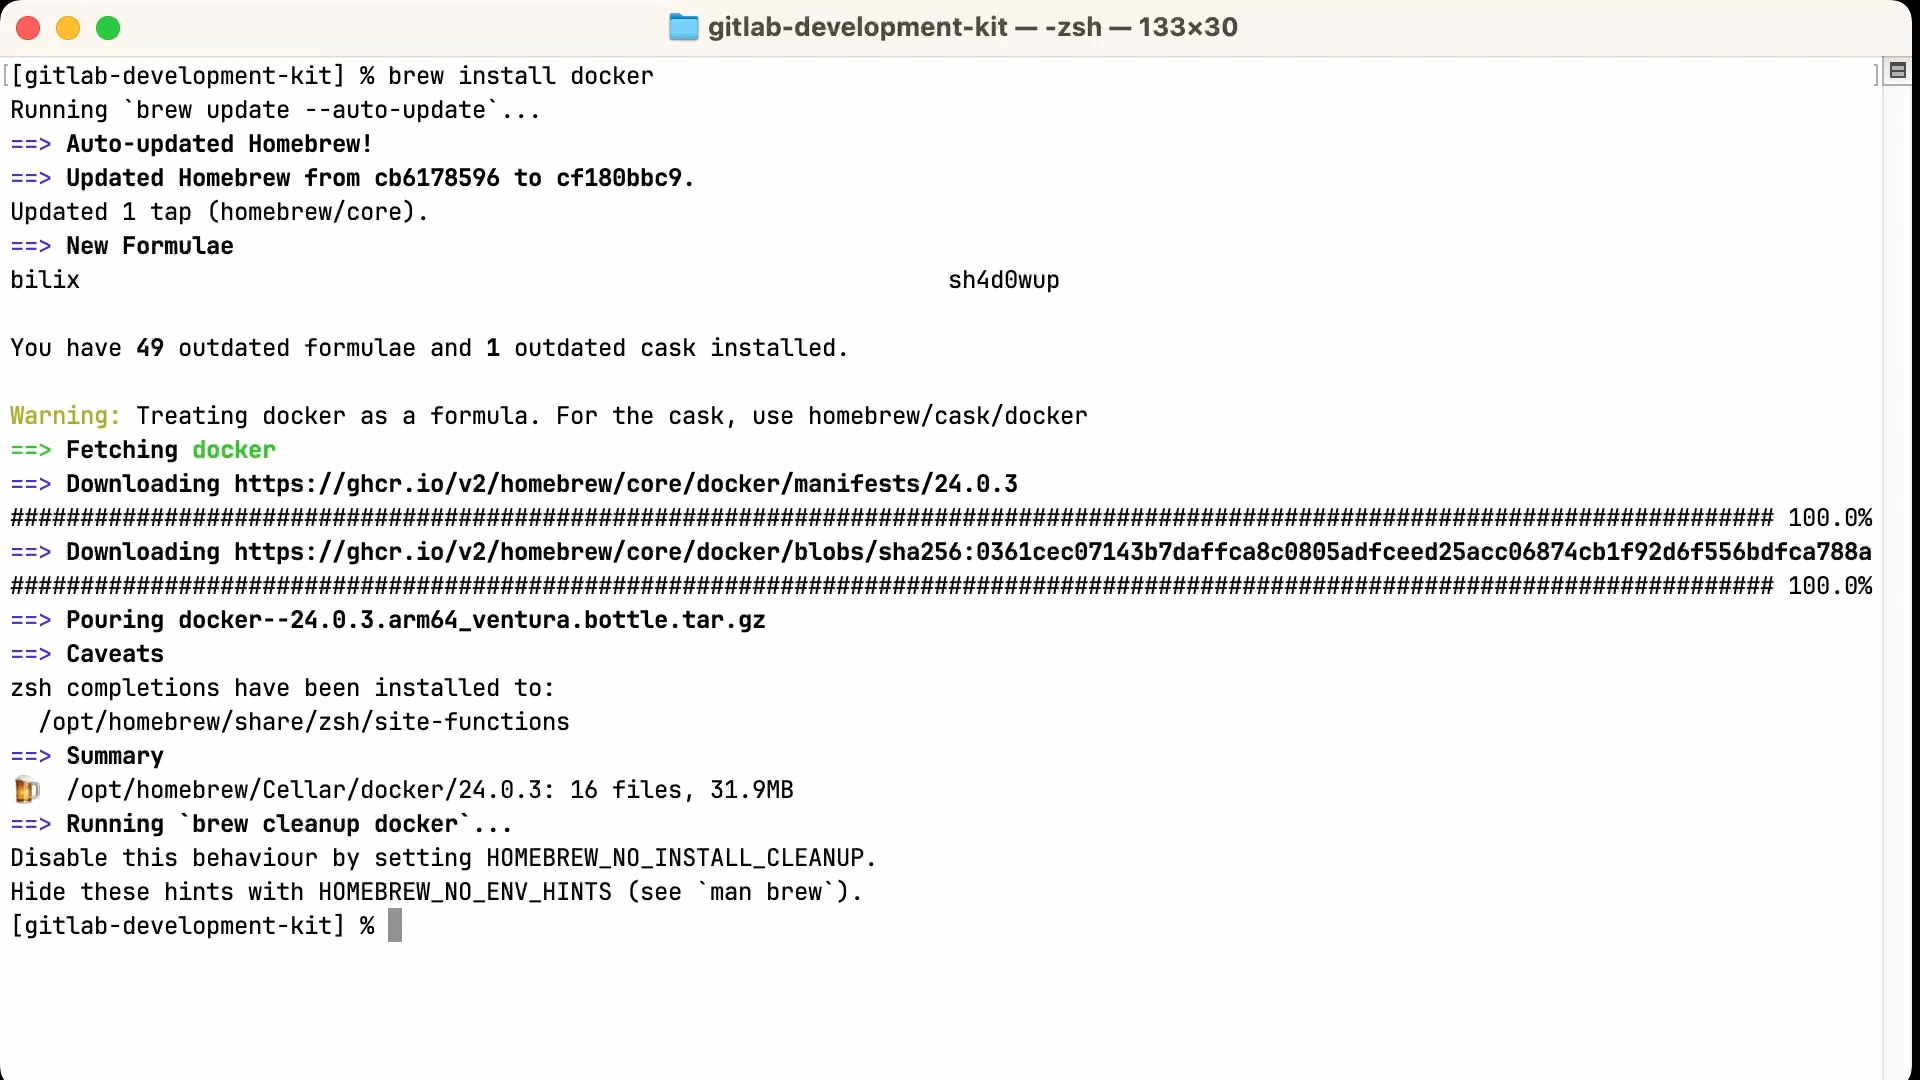 gitlab-development-kit — -zsh — 133×30
[[gitlab-development-kit] % brew install docker ]
Running `brew update --auto-update`...
==> Auto-updated Homebrew!
==> Updated Homebrew from cb6178596 to cf180bbc9.
Updated 1 tap (homebrew/core).
==> New Formulae
bilix sh4d0wup
You have 49 outdated formulae and 1 outdated cask installed.
Warning: Treating docker as a formula. For the cask, use homebrew/cask/docker
==> Fetching docker
==> Downloading https://ghcr.io/v2/homebrew/core/docker/manifests/24.0.3
############################################################################################################################## 100.0%
==> Downloading https://ghcr.io/v2/homebrew/core/docker/blobs/sha256:0361cec07143b7daffca8c0805adfceed25acc06874cb1f92d6f556bdfca788a
############################################################################################################################## 100.0%
==> Pouring docker--24.0.3.arm64_ventura.bottle.tar.gz
==> Caveats
zsh completions have been installed to:
  /opt/homebrew/share/zsh/site-functions
==> Summary
🍺  /opt/homebrew/Cellar/docker/24.0.3: 16 files, 31.9MB
==> Running `brew cleanup docker`...
Disable this behaviour by setting HOMEBREW_NO_INSTALL_CLEANUP.
Hide these hints with HOMEBREW_NO_ENV_HINTS (see `man brew`).
[gitlab-development-kit] %